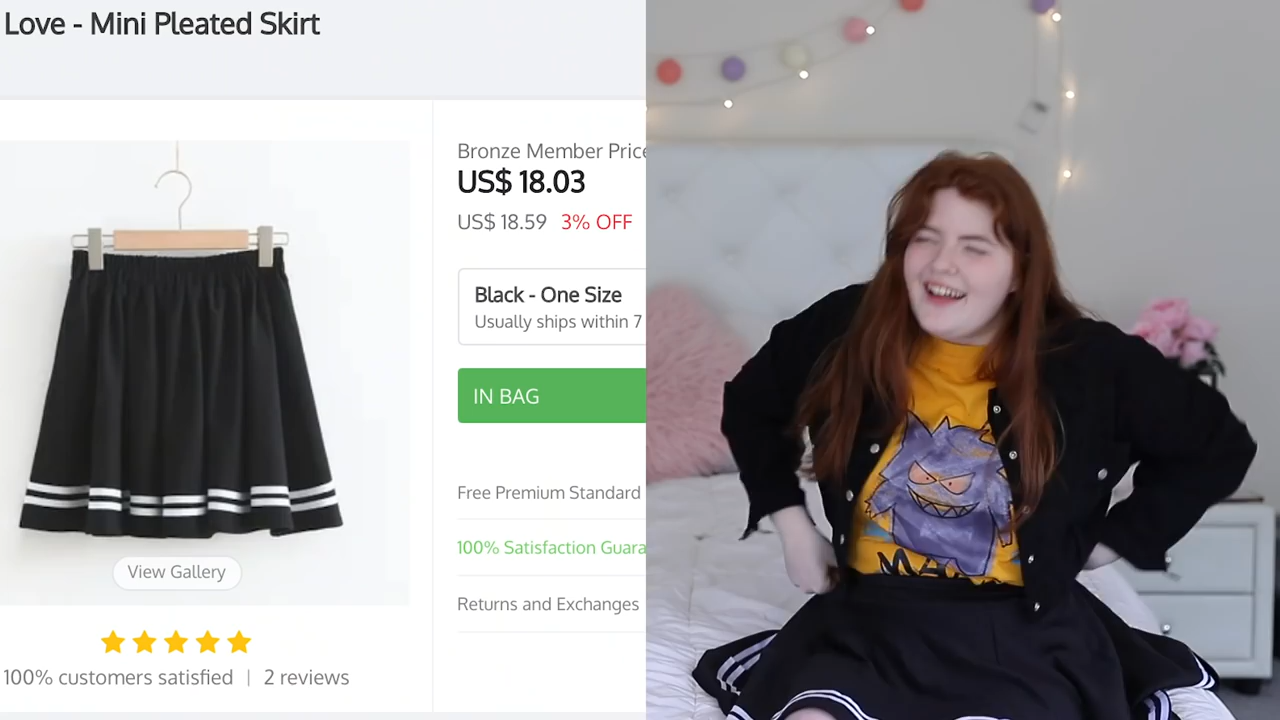 Love - Mini Pleated Skirt
Bronze Member Price
US$ 18.03
US$ 18.59 3% OFF
Black - One Size
Usually ships within 7
IN BAG
Free Premium Standard
100% Satisfaction Guara
Returns and Exchanges
View Gallery
100% customers satisfied | 2 reviews